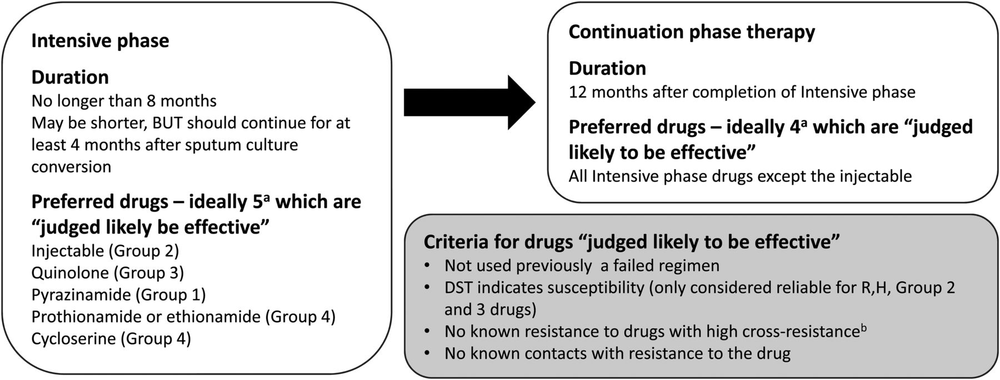 Intensive phase
Duration
No longer than 8 months
May be shorter, BUT should continue for at
least 4 months after sputum culture
conversion
Preferred drugs – ideally 5ᵃ which are
“judged likely be effective”
Injectable (Group 2)
Quinolone (Group 3)
Pyrazinamide (Group 1)
Prothionamide or ethionamide (Group 4)
Cycloserine (Group 4)
Continuation phase therapy
Duration
12 months after completion of Intensive phase
Preferred drugs – ideally 4ᵃ which are “judged
likely to be effective”
All Intensive phase drugs except the injectable
Criteria for drugs “judged likely to be effective”
• Not used previously  a failed regimen
• DST indicates susceptibility (only considered reliable for R,H, Group 2
and 3 drugs)
• No known resistance to drugs with high cross-resistanceᵇ
• No known contacts with resistance to the drug